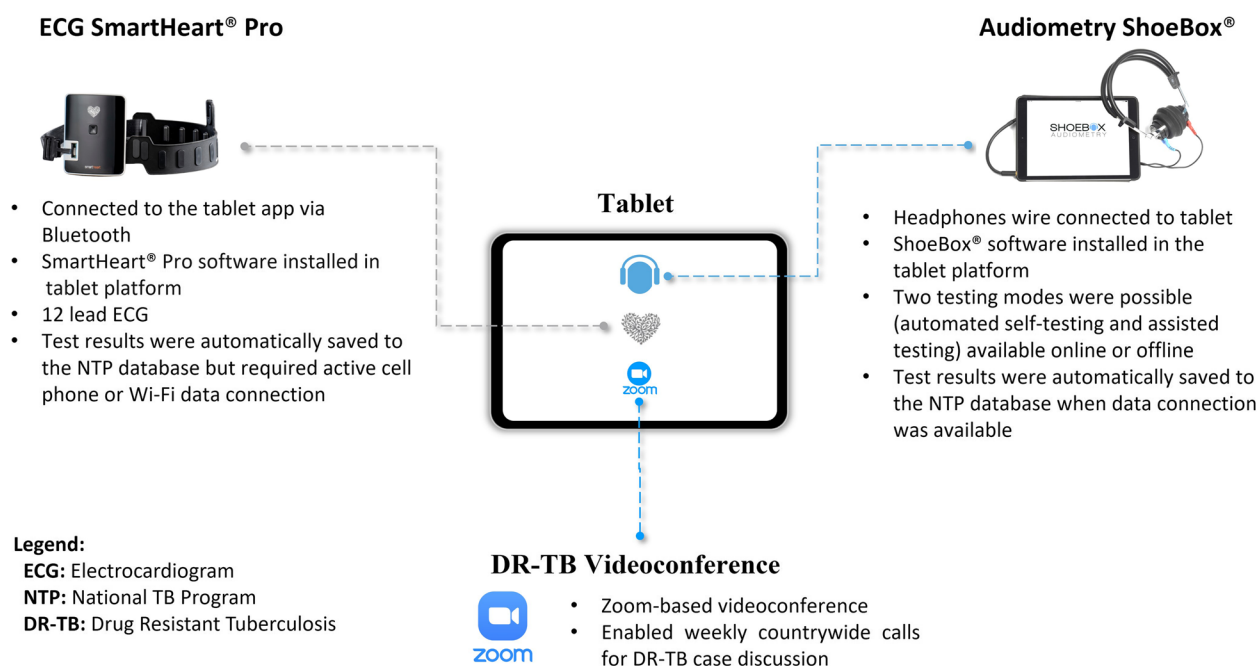 ECG SmartHeart® Pro
Audiometry ShoeBox®
SHOEBOX
AUDIOMETRY
• Connected to the tablet app via
Bluetooth
• SmartHeart® Pro software installed in
tablet platform
• 12 lead ECG
• Test results were automatically saved to
the NTP database but required active cell
phone or Wi-Fi data connection
Tablet
zoom
• Headphones wire connected to tablet
• ShoeBox® software installed in the
tablet platform
• Two testing modes were possible
(automated self-testing and assisted
testing) available online or offline
• Test results were automatically saved to
the NTP database when data connection
was available
Legend:
ECG: Electrocardiogram
NTP: National TB Program
DR-TB: Drug Resistant Tuberculosis
DR-TB Videoconference
zoom
• Zoom-based videoconference
• Enabled weekly countrywide calls
for DR-TB case discussion